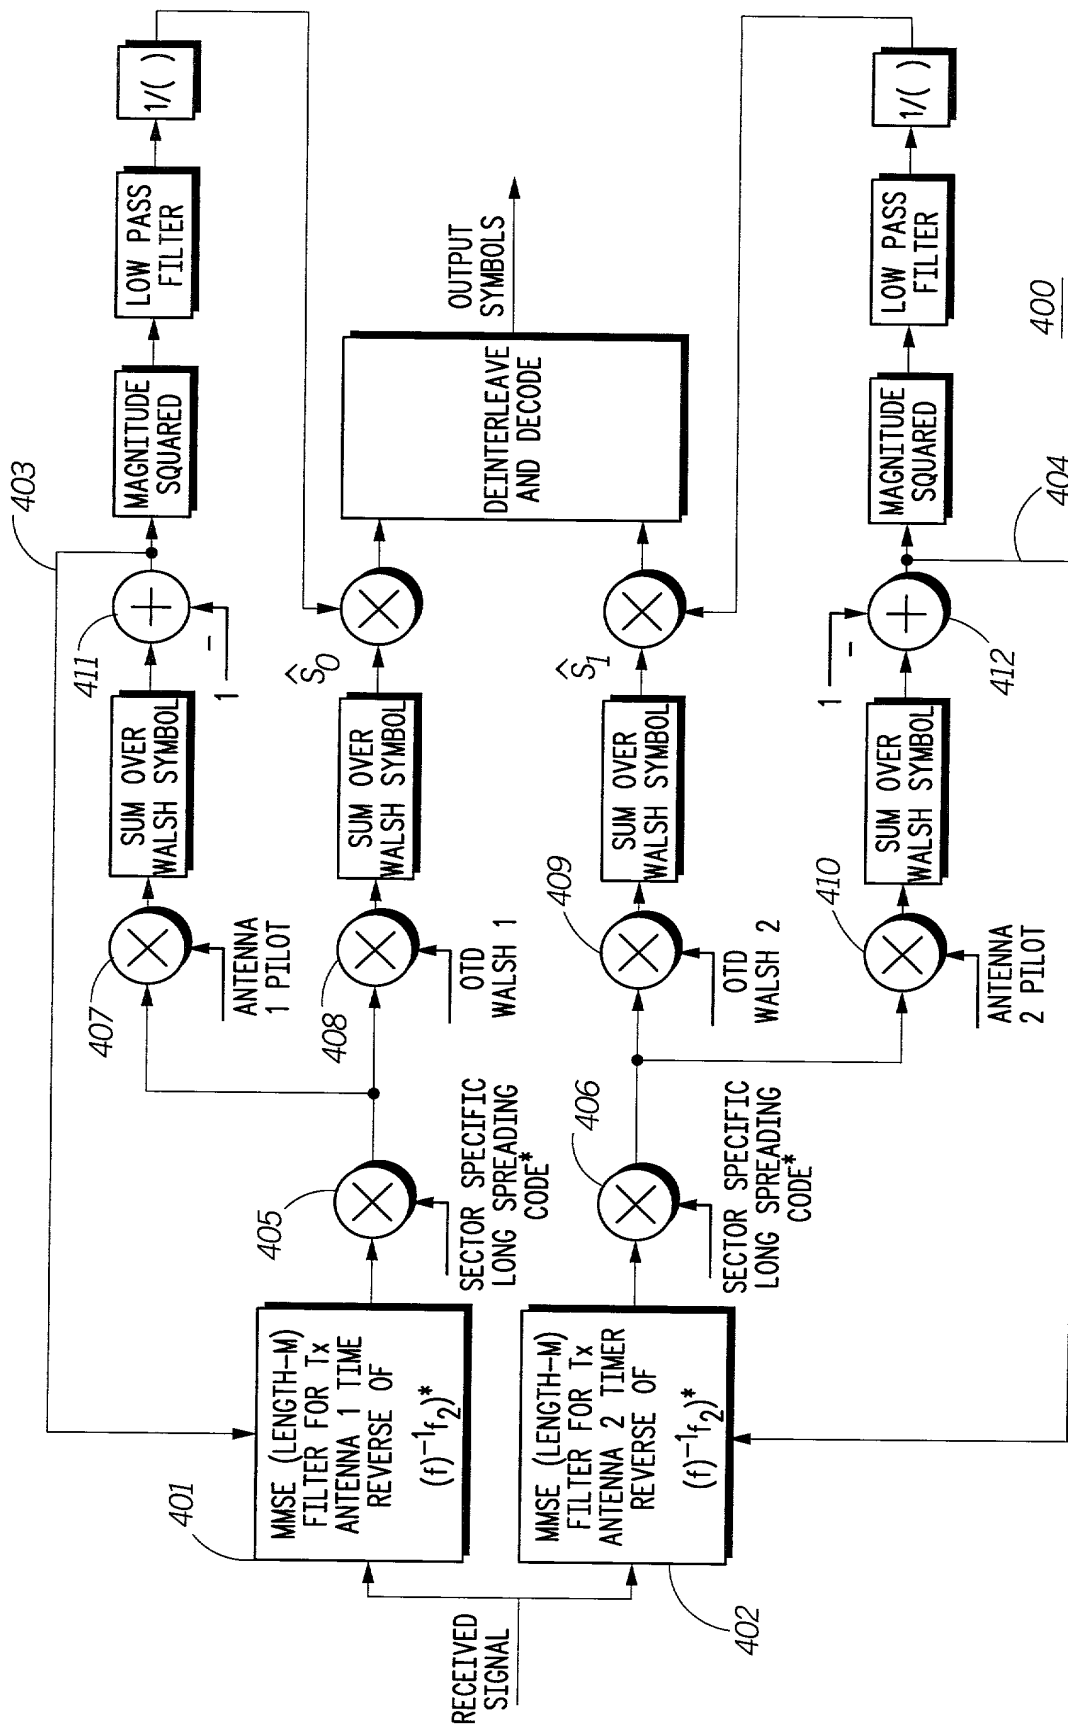 RECEIVED
SIGNAL
401
MMSE (LENGTH-M)
FILTER FOR Tx
ANTENNA 1 TIME
REVERSE OF
(f)⁻¹f₂)*
402
MMSE (LENGTH-M)
FILTER FOR Tx
ANTENNA 2 TIMER
REVERSE OF
(f)⁻¹f₂)*
405
SECTOR SPECIFIC
LONG SPREADING
CODE*
406
SECTOR SPECIFIC
LONG SPREADING
CODE*
407
ANTENNA
1 PILOT
408
OTD
WALSH 1
409
OTD
WALSH 2
410
ANTENNA
2 PILOT
SUM OVER
WALSH SYMBOL
SUM OVER
WALSH SYMBOL
SUM OVER
WALSH SYMBOL
SUM OVER
WALSH SYMBOL
411
+
1
-
Ŝ0
Ŝ1
1
-
+
412
403
404
MAGNITUDE
SQUARED
LOW PASS
FILTER
1/( )
DEINTERLEAVE
AND DECODE
OUTPUT
SYMBOLS
MAGNITUDE
SQUARED
LOW PASS
FILTER
1/( )
400